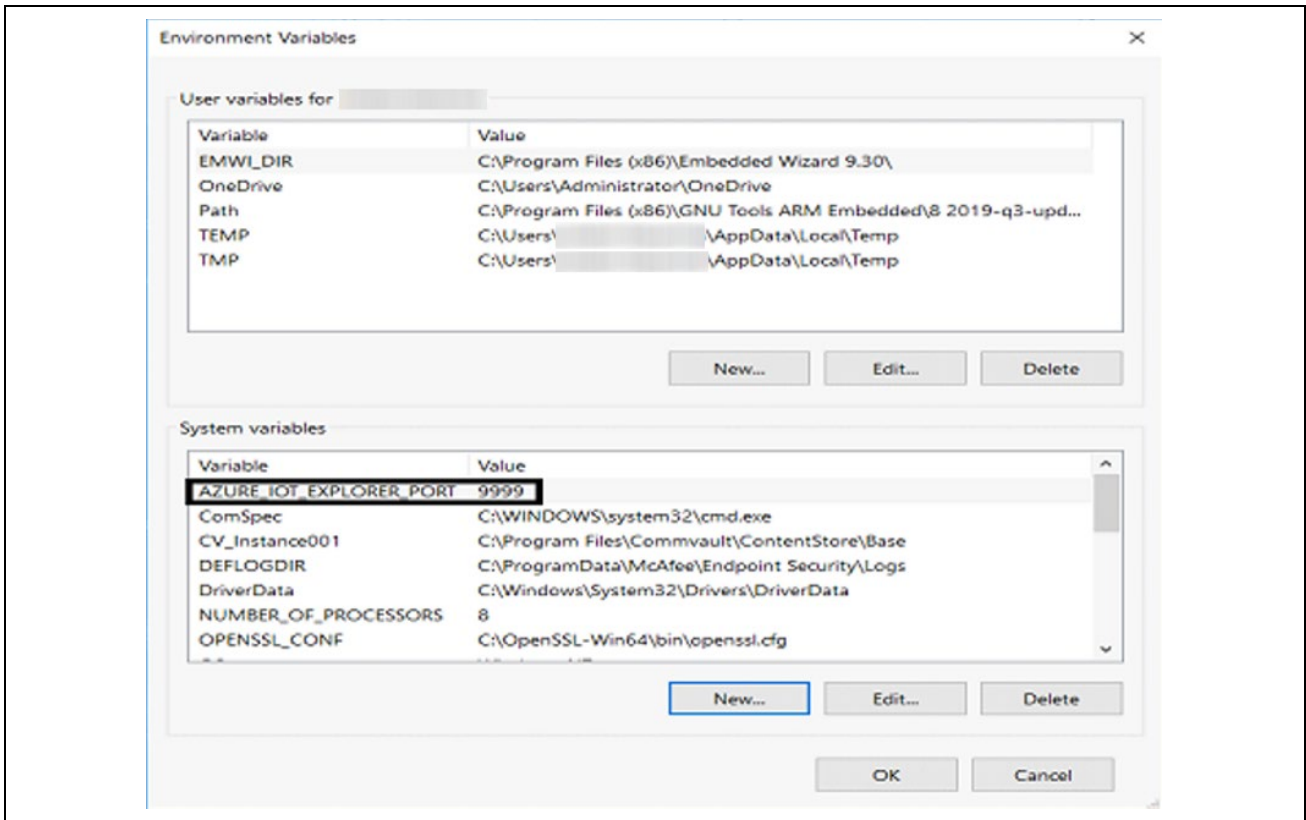 Environment Variables
User variables for
Variable Value
EMWI_DIR C:\Program Files (x86)\Embedded Wizard 9.30\
OneDrive C:\Users\Administrator\OneDrive
Path C:\Program Files (x86)\GNU Tools ARM Embedded\8 2019-q3-upd...
TEMP C:\Users\ \AppData\Local\Temp
TMP C:\Users\ \AppData\Local\Temp
New... Edit... Delete
System variables
Variable Value
AZURE_IOT_EXPLORER_PORT 9999
ComSpec C:\WINDOWS\system32\cmd.exe
CV_Instance001 C:\Program Files\Commvault\ContentStore\Base
DEFLOGDIR C:\ProgramData\McAfee\Endpoint Security\Logs
DriverData C:\Windows\System32\Drivers\DriverData
NUMBER_OF_PROCESSORS 8
OPENSSL_CONF C:\OpenSSL-Win64\bin\openssl.cfg
New... Edit... Delete
OK Cancel